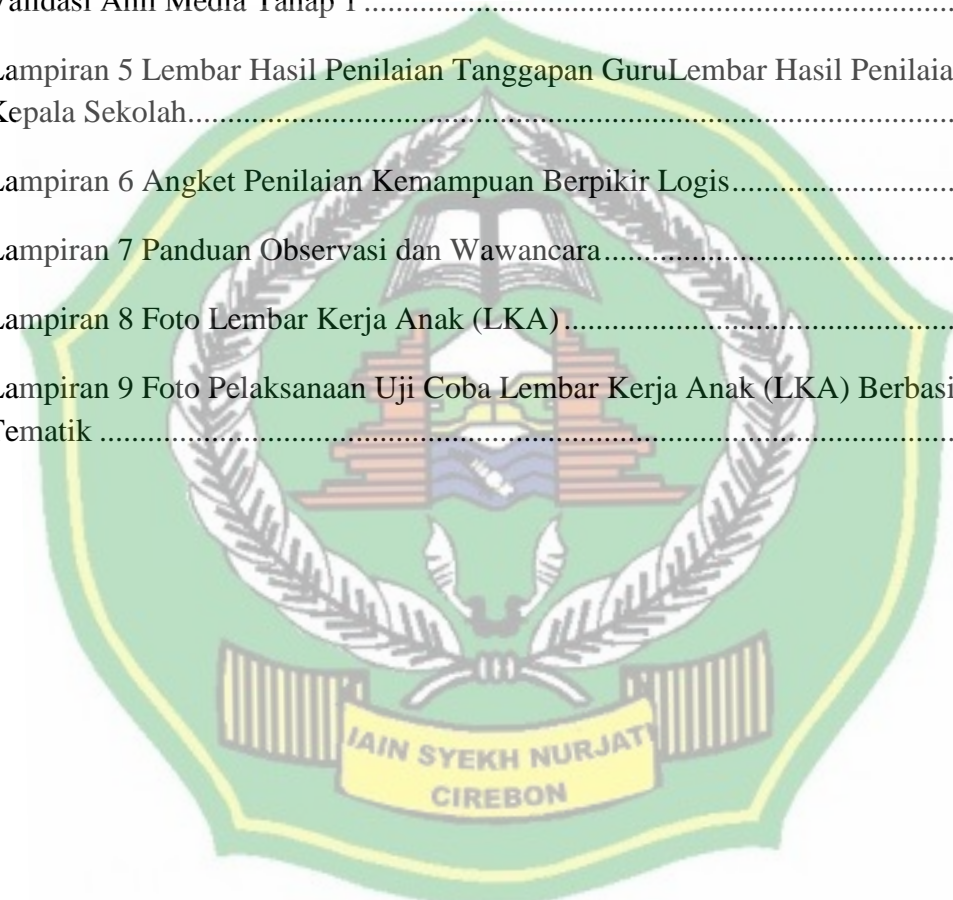 Validasi Ahli Media Tahap 1 ........................................................................
Lampiran 5 Lembar Hasil Penilaian Tanggapan GuruLembar Hasil Penilaia
Kepala Sekolah...............................................................................................
Lampiran 6 Angket Penilaian Kemampuan Berpikir Logis...........................
Lampiran 7 Panduan Observasi dan Wawancara...........................................
Lampiran 8 Foto Lembar Kerja Anak (LKA)................................................
Lampiran 9 Foto Pelaksanaan Uji Coba Lembar Kerja Anak (LKA) Berbasi
Tematik ..........................................................................................................
IAIN SYEKH NURJATI
CIREBON